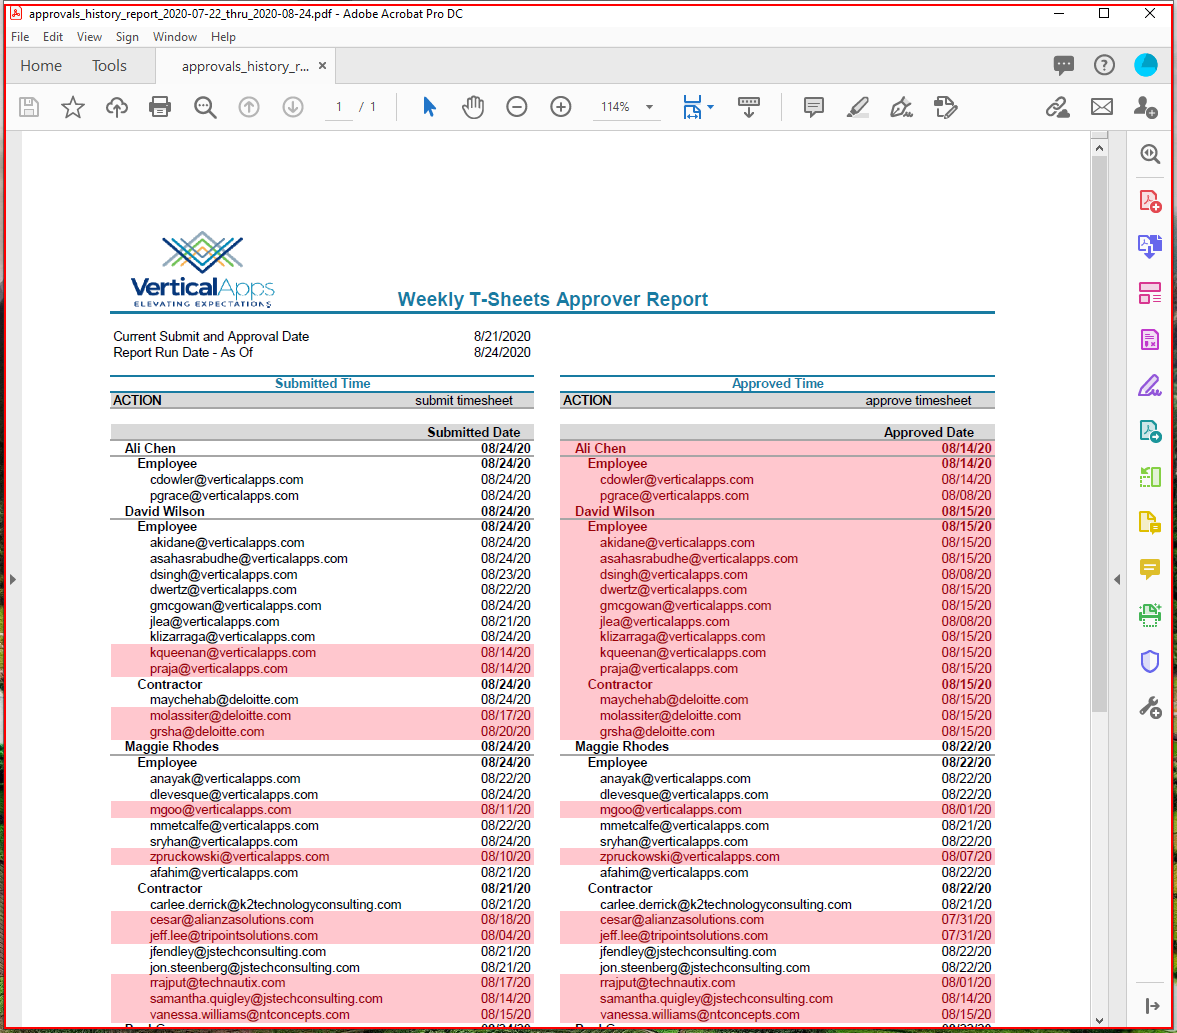 approvals_history_report_2020-07-22_thru_2020-08-24.pdf - Adobe Acrobat Pro DC
File Edit View Sign Window Help
Home Tools approvals_history_r... ×
1 / 1 114%
VerticalApps
ELEVATING EXPECTATIONS
Weekly T-Sheets Approver Report
Current Submit and Approval Date 8/21/2020
Report Run Date - As Of 8/24/2020
Submitted Time Approved Time
ACTION submit timesheet ACTION approve timesheet
Submitted Date Approved Date
Ali Chen 08/24/20 Ali Chen 08/14/20
Employee 08/24/20 Employee 08/14/20
cdowler@verticalapps.com 08/24/20 cdowler@verticalapps.com 08/14/20
pgrace@verticalapps.com 08/24/20 pgrace@verticalapps.com 08/08/20
David Wilson 08/24/20 David Wilson 08/15/20
Employee 08/24/20 Employee 08/15/20
akidane@verticalapps.com 08/24/20 akidane@verticalapps.com 08/15/20
asahasrabudhe@verticalapps.com 08/24/20 asahasrabudhe@verticalapps.com 08/15/20
dsingh@verticalapps.com 08/23/20 dsingh@verticalapps.com 08/08/20
dwertz@verticalapps.com 08/22/20 dwertz@verticalapps.com 08/15/20
gmcgowan@verticalapps.com 08/24/20 gmcgowan@verticalapps.com 08/15/20
jlea@verticalapps.com 08/21/20 jlea@verticalapps.com 08/08/20
klizarraga@verticalapps.com 08/24/20 klizarraga@verticalapps.com 08/15/20
kqueenan@verticalapps.com 08/14/20 kqueenan@verticalapps.com 08/15/20
praja@verticalapps.com 08/14/20 praja@verticalapps.com 08/15/20
Contractor 08/24/20 Contractor 08/15/20
maychehab@deloitte.com 08/24/20 maychehab@deloitte.com 08/15/20
molassiter@deloitte.com 08/17/20 molassiter@deloitte.com 08/15/20
grsha@deloitte.com 08/20/20 grsha@deloitte.com 08/15/20
Maggie Rhodes 08/24/20 Maggie Rhodes 08/22/20
Employee 08/24/20 Employee 08/22/20
anayak@verticalapps.com 08/22/20 anayak@verticalapps.com 08/22/20
dlevesque@verticalapps.com 08/24/20 dlevesque@verticalapps.com 08/22/20
mgoo@verticalapps.com 08/11/20 mgoo@verticalapps.com 08/01/20
mmetcalfe@verticalapps.com 08/22/20 mmetcalfe@verticalapps.com 08/21/20
sryhan@verticalapps.com 08/24/20 sryhan@verticalapps.com 08/22/20
zpruckowski@verticalapps.com 08/10/20 zpruckowski@verticalapps.com 08/07/20
afahim@verticalapps.com 08/21/20 afahim@verticalapps.com 08/22/20
Contractor 08/21/20 Contractor 08/22/20
carlee.derrick@k2technologyconsulting.com 08/21/20 carlee.derrick@k2technologyconsulting.com 08/21/20
cesar@alianzasolutions.com 08/18/20 cesar@alianzasolutions.com 07/31/20
jeff.lee@tripointsolutions.com 08/04/20 jeff.lee@tripointsolutions.com 07/31/20
jfendley@jstechconsulting.com 08/21/20 jfendley@jstechconsulting.com 08/22/20
jon.steenberg@jstechconsulting.com 08/21/20 jon.steenberg@jstechconsulting.com 08/22/20
rrajput@technautix.com 08/17/20 rrajput@technautix.com 08/01/20
samantha.quigley@jstechconsulting.com 08/14/20 samantha.quigley@jstechconsulting.com 08/14/20
vanessa.williams@ntconcepts.com 08/15/20 vanessa.williams@ntconcepts.com 08/15/20